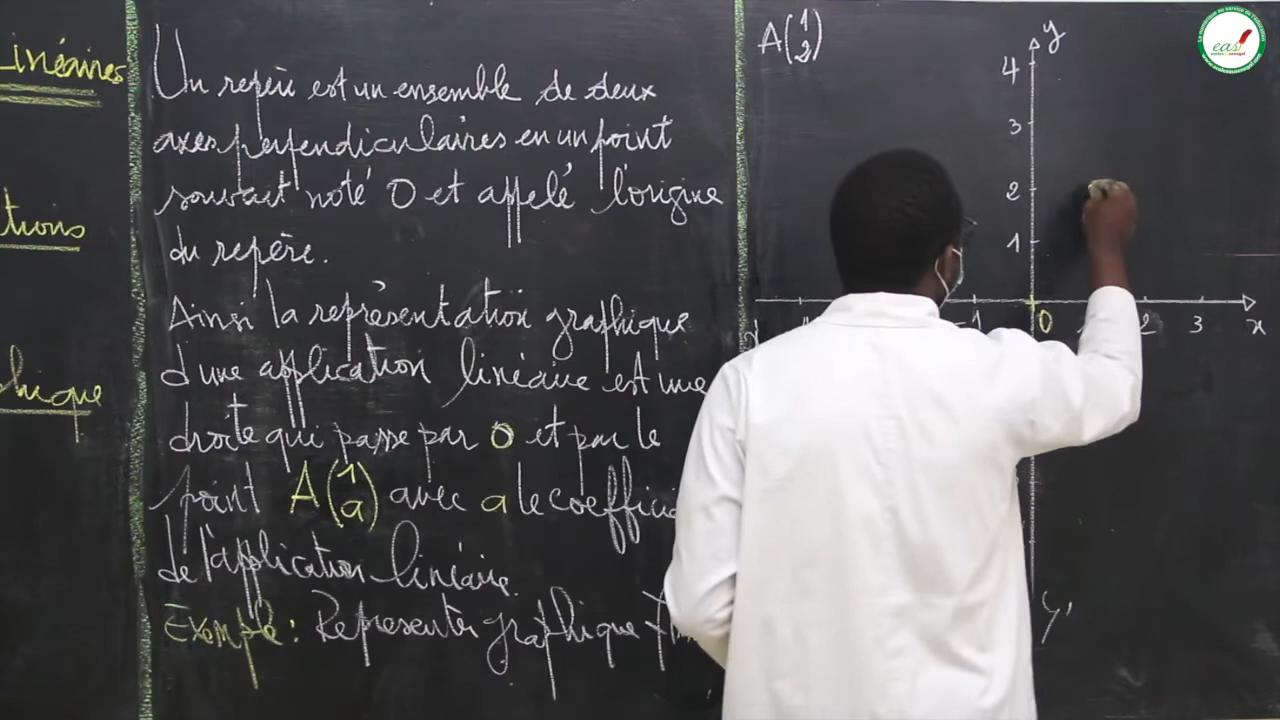 Linéaires
tions
phique
Un repère est un ensemble de deux
axes perpendiculaires en un point
souvent noté O et appelé l'origine
du repère.
Ainsi la représentation graphique
d'une application linéaire est une
droite qui passe par O et par le
point A(1 a) avec a le coeffici
de l'application linéaire.
Exemple: Représenter graphique
A(1 2)
y
4
3
2
1
-1 0 2 3 x
y'
easi